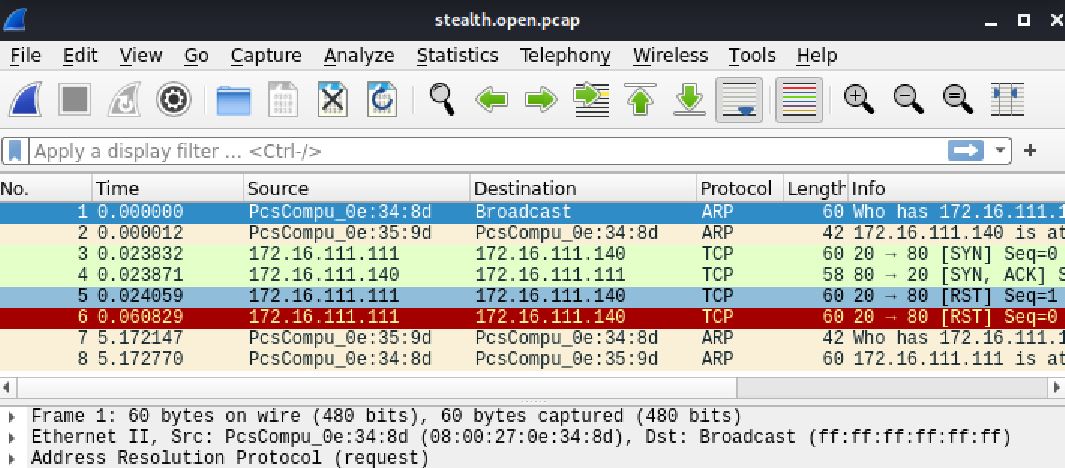 stealth.open.pcap
File Edit View Go Capture Analyze Statistics Telephony Wireless Tools Help
Apply a display filter ... <Ctrl-/>
No. Time Source Destination Protocol Length Info
1 0.000000 PcsCompu_0e:34:8d Broadcast ARP 60 Who has 172.16.111.1
2 0.000012 PcsCompu_0e:35:9d PcsCompu_0e:34:8d ARP 42 172.16.111.140 is at
3 0.023832 172.16.111.111 172.16.111.140 TCP 60 20 → 80 [SYN] Seq=0
4 0.023871 172.16.111.140 172.16.111.111 TCP 58 80 → 20 [SYN, ACK] S
5 0.024059 172.16.111.111 172.16.111.140 TCP 60 20 → 80 [RST] Seq=1
6 0.060829 172.16.111.111 172.16.111.140 TCP 60 20 → 80 [RST] Seq=0
7 5.172147 PcsCompu_0e:35:9d PcsCompu_0e:34:8d ARP 42 Who has 172.16.111.1
8 5.172770 PcsCompu_0e:34:8d PcsCompu_0e:35:9d ARP 60 172.16.111.111 is at
Frame 1: 60 bytes on wire (480 bits), 60 bytes captured (480 bits)
Ethernet II, Src: PcsCompu_0e:34:8d (08:00:27:0e:34:8d), Dst: Broadcast (ff:ff:ff:ff:ff:ff)
Address Resolution Protocol (request)